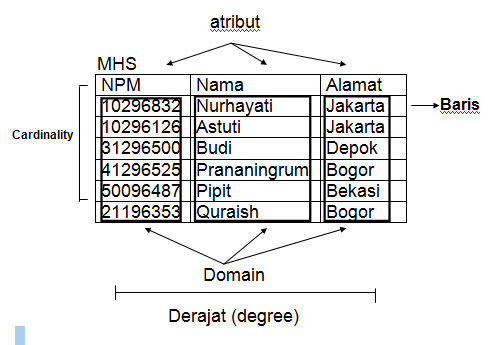 atribut
MHS
NPM Nama Alamat
10296832 Nurhayati Jakarta
Baris
10296126 Astuti Jakarta
Cardinality
31296500 Budi Depok
41296525 Prananingrum Bogor
50096487 Pipit Bekasi
21196353 Quraish Bogor
Domain
Derajat (degree)